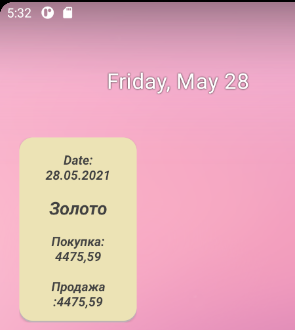 5:32
Friday, May 28
Date:
28.05.2021
Золото
Покупка:
4475,59
Продажа
:4475,59